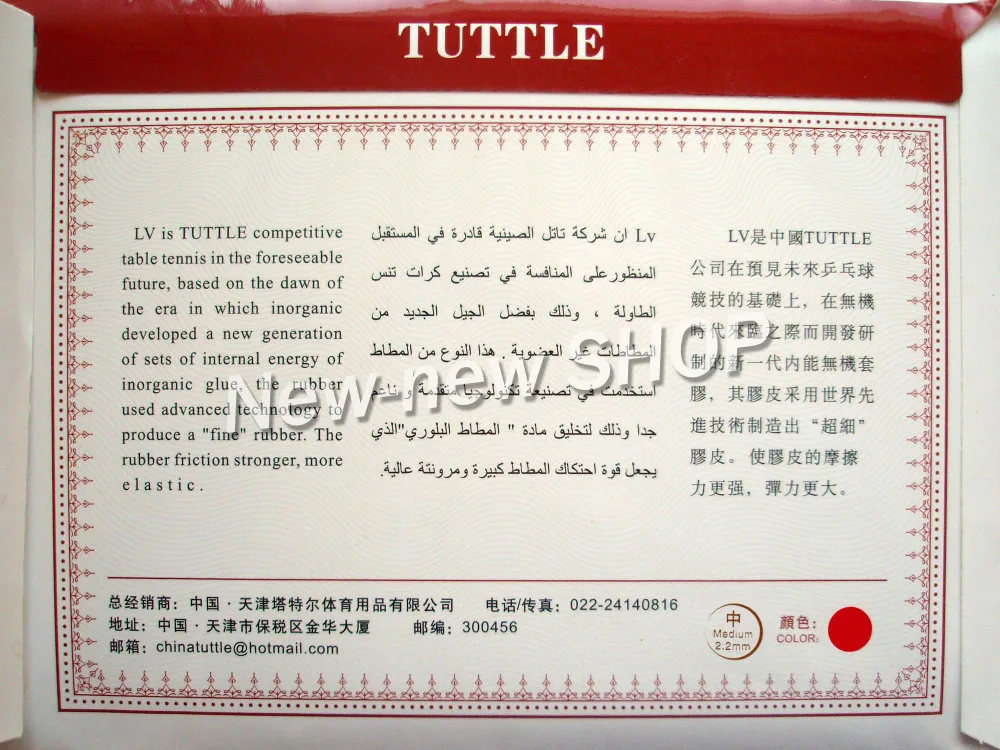 TUTTLE
LV is TUTTLE competitive
table tennis in the foreseeable
future, based on the dawn of
the era in which inorganic
developed a new generation
of sets of internal energy of
inorganic glue, the rubber
used advanced technology to
produce a "fine" rubber. The
rubber friction stronger, more
elastic.
Lv ان شركة تاتل الصينية قادرة في المستقبل
المنظورعلى المنافسة في تصنيع كرات تنس
الطاولة ، وذلك بفضل الجيل الجديد من
المطاطات غير العضوية . هذا النوع من المطاط
استخدمت في تصنيعة تكنولوجيا متقدمة و ناعم
جدا وذلك لتخليق مادة " المطاط البلوري"الذي
يجعل قوة احتكاك المطاط كبيرة ومرونتة عالية.
LV是中國TUTTLE
公司在預見未來乒乓球
競技的基礎上，在無機
時代來臨之際而開發研
制的新一代内能無機套
膠，其膠皮采用世界先
進技術制造出“超細”
膠皮。使膠皮的摩擦
力更强，彈力更大。
New-new SHOP
总经销商：中国·天津塔特尔体育用品有限公司 电话/传真：022-24140816
地址：中国·天津市保税区金华大厦 邮编：300456
邮箱：chinatuttle@hotmail.com
中
Medium
2.2mm
顏色：
COLOR: